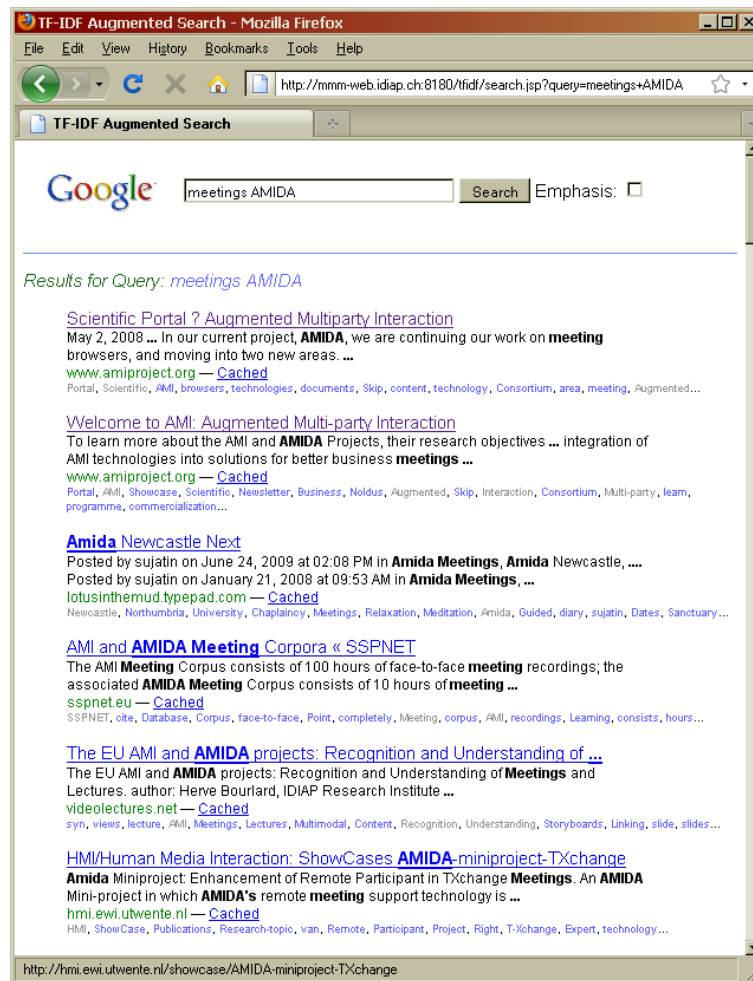 TF-IDF Augmented Search - Mozilla Firefox
File Edit View History Bookmarks Tools Help
http://mmm-web.idiap.ch:8180/tfidf/search.jsp?query=meetings+AMIDA
TF-IDF Augmented Search
Google meetings AMIDA Search Emphasis:
Results for Query: meetings AMIDA
Scientific Portal ? Augmented Multiparty Interaction
May 2, 2008 ... In our current project, AMIDA, we are continuing our work on meeting
browsers, and moving into two new areas. ...
www.amiproject.org — Cached
Portal, Scientific, AMI, browsers, technologies, documents, Skip, content, technology, Consortium, area, meeting, Augmented...
Welcome to AMI: Augmented Multi-party Interaction
To learn more about the AMI and AMIDA Projects, their research objectives ... integration of
AMI technologies into solutions for better business meetings ...
www.amiproject.org — Cached
Portal, AMI, Showcase, Scientific, Newsletter, Business, Noldus, Augmented, Skip, Interaction, Consortium, Multi-party, learn,
programme, commercialization...
Amida Newcastle Next
Posted by sujatin on June 24, 2009 at 02:08 PM in Amida Meetings, Amida Newcastle, ....
Posted by sujatin on January 21, 2008 at 09:53 AM in Amida Meetings, ...
lotusinthemud.typepad.com — Cached
Newcastle, Northumbria, University, Chaplaincy, Meetings, Relaxation, Meditation, Amida, Guided, diary, sujatin, Dates, Sanctuary...
AMI and AMIDA Meeting Corpora « SSPNET
The AMI Meeting Corpus consists of 100 hours of face-to-face meeting recordings; the
associated AMIDA Meeting Corpus consists of 10 hours of meeting ...
sspnet.eu — Cached
SSPNET, cite, Database, Corpus, face-to-face, Point, completely, Meeting, corpus, AMI, recordings, Learning, consists, hours...
The EU AMI and AMIDA projects: Recognition and Understanding of ...
The EU AMI and AMIDA projects: Recognition and Understanding of Meetings and
Lectures. author: Herve Bourlard, IDIAP Research Institute ...
videolectures.net — Cached
syn, views, lecture, AMI, Meetings, Lectures, Multimodal, Content, Recognition, Understanding, Storyboards, Linking, slide, slides...
HMI/Human Media Interaction: ShowCases AMIDA-miniproject-TXchange
Amida Miniproject: Enhancement of Remote Participant in TXchange Meetings. An AMIDA
Mini-project in which AMIDA's remote meeting support technology is ...
hmi.ewi.utwente.nl — Cached
HMI, ShowCase, Publications, Research-topic, van, Remote, Participant, Project, Right, T-Xchange, Expert, technology...
http://hmi.ewi.utwente.nl/showcase/AMIDA-miniproject-TXchange